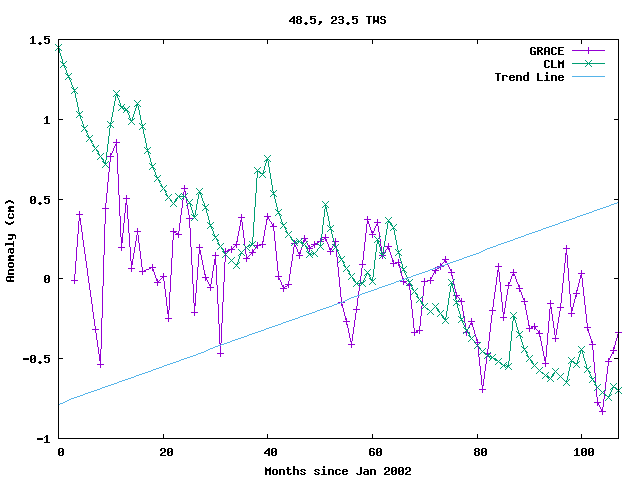 48.5, 23.5 TWS
GRACE
CLM
Trend Line
1.5
1
0.5
0
-0.5
-1
Anomaly (cm)
0 20 40 60 80 100
Months since Jan 2002